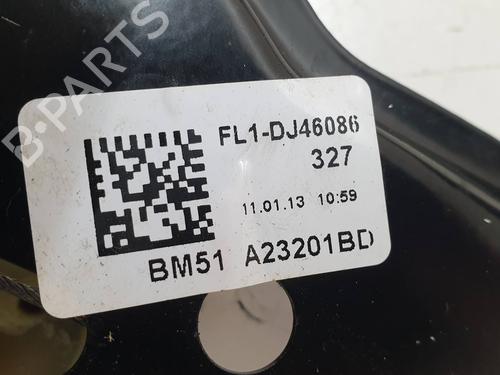 B-PARTS
FL1-DJ46086
327
11.01.13 10:59
BM51 A23201BD